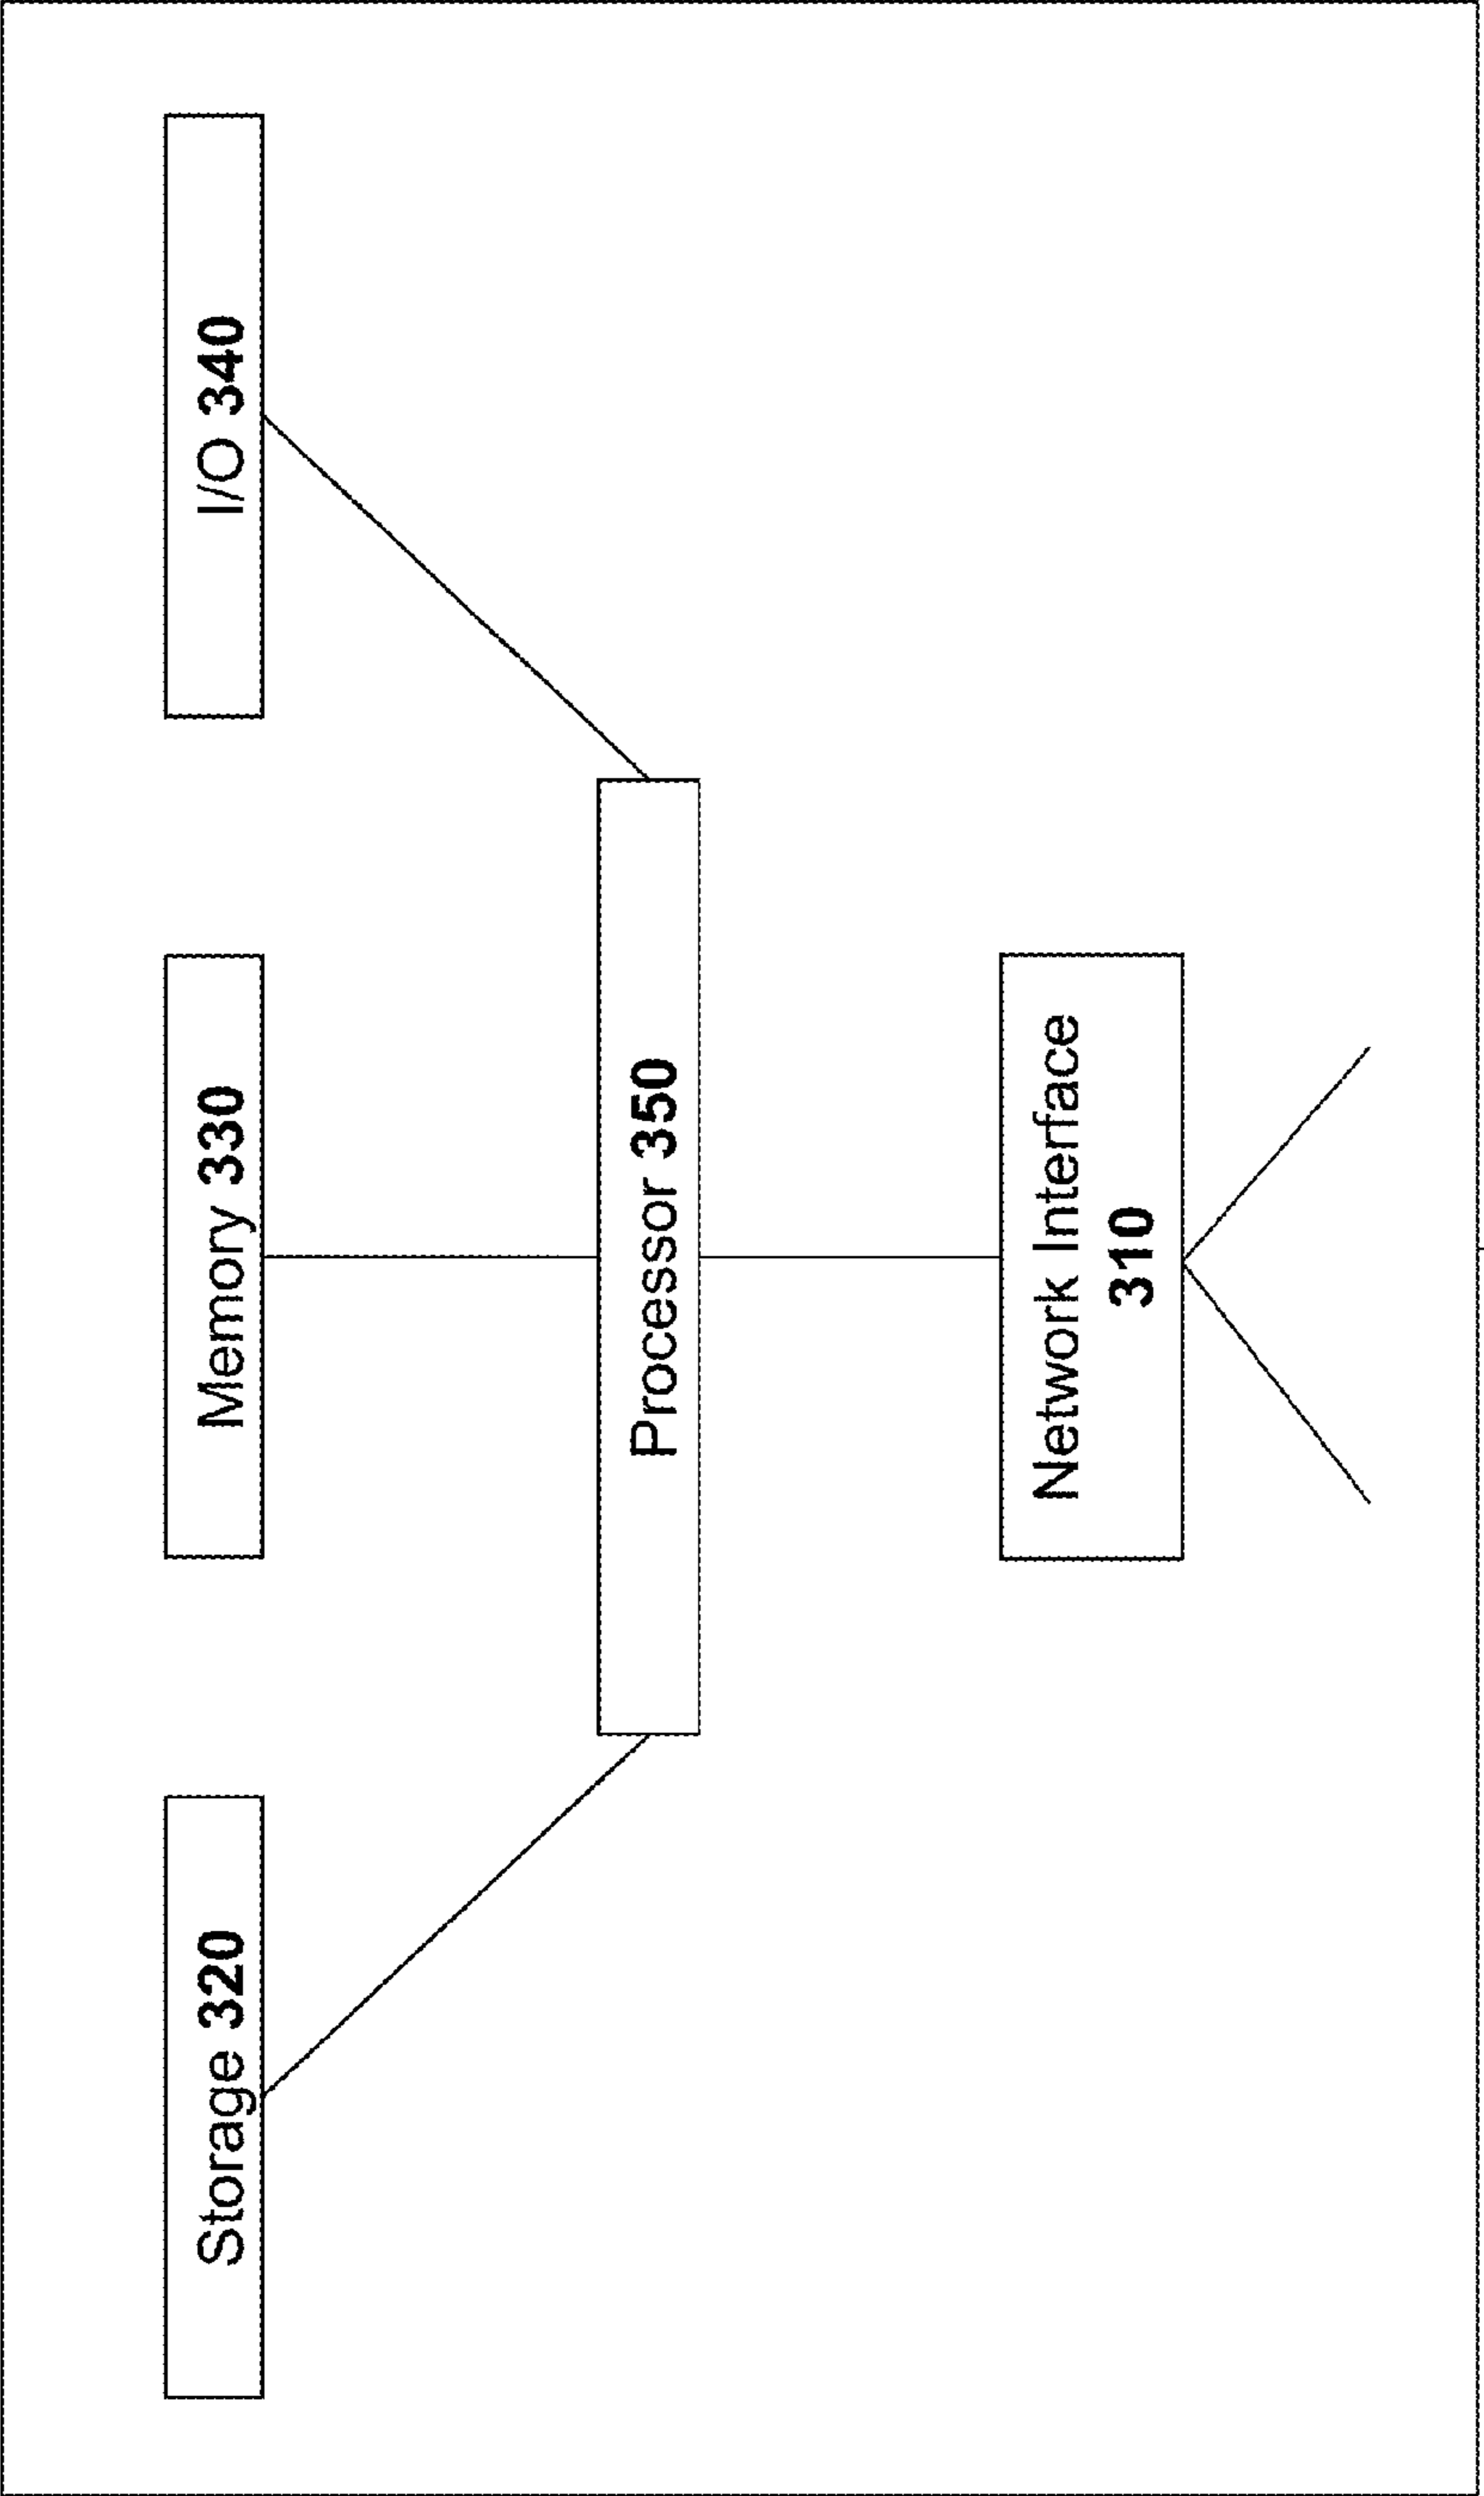 Storage 320
Memory 330
I/O 340
Processor 350
Network Interface
310